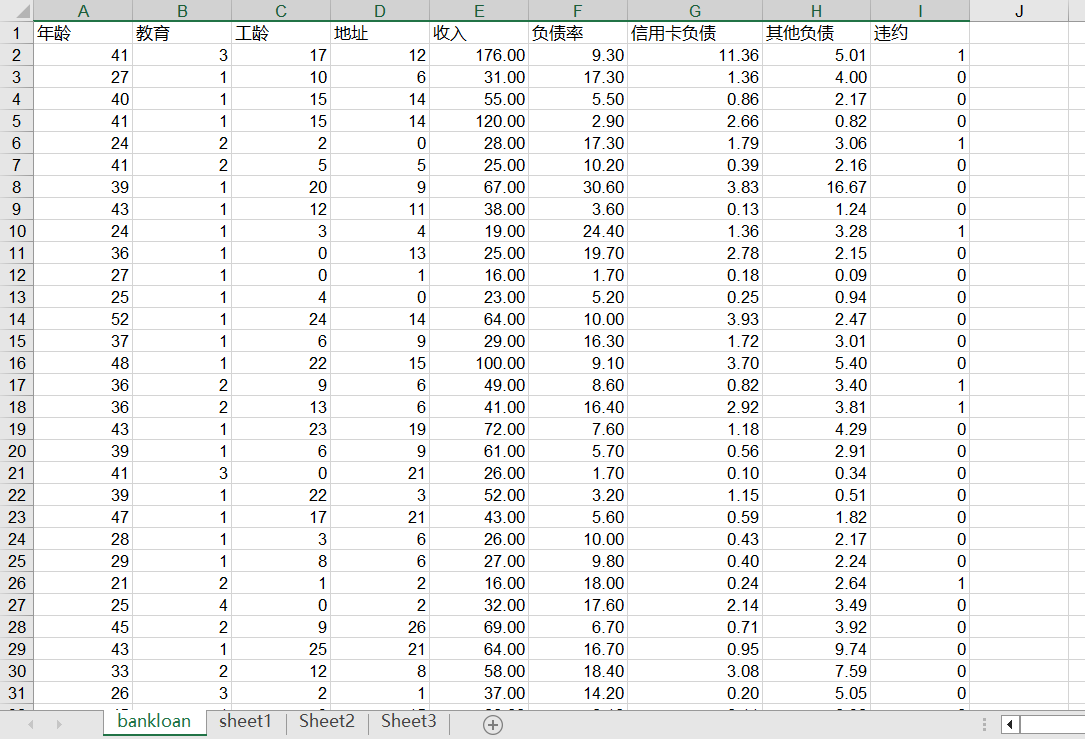 A B C D E F G H I J
1 年龄 教育 工龄 地址 收入 负债率 信用卡负债 其他负债 违约
2 41 3 17 12 176.00 9.30 11.36 5.01 1
3 27 1 10 6 31.00 17.30 1.36 4.00 0
4 40 1 15 14 55.00 5.50 0.86 2.17 0
5 41 1 15 14 120.00 2.90 2.66 0.82 0
6 24 2 2 0 28.00 17.30 1.79 3.06 1
7 41 2 5 5 25.00 10.20 0.39 2.16 0
8 39 1 20 9 67.00 30.60 3.83 16.67 0
9 43 1 12 11 38.00 3.60 0.13 1.24 0
10 24 1 3 4 19.00 24.40 1.36 3.28 1
11 36 1 0 13 25.00 19.70 2.78 2.15 0
12 27 1 0 1 16.00 1.70 0.18 0.09 0
13 25 1 4 0 23.00 5.20 0.25 0.94 0
14 52 1 24 14 64.00 10.00 3.93 2.47 0
15 37 1 6 9 29.00 16.30 1.72 3.01 0
16 48 1 22 15 100.00 9.10 3.70 5.40 0
17 36 2 9 6 49.00 8.60 0.82 3.40 1
18 36 2 13 6 41.00 16.40 2.92 3.81 1
19 43 1 23 19 72.00 7.60 1.18 4.29 0
20 39 1 6 9 61.00 5.70 0.56 2.91 0
21 41 3 0 21 26.00 1.70 0.10 0.34 0
22 39 1 22 3 52.00 3.20 1.15 0.51 0
23 47 1 17 21 43.00 5.60 0.59 1.82 0
24 28 1 3 6 26.00 10.00 0.43 2.17 0
25 29 1 8 6 27.00 9.80 0.40 2.24 0
26 21 2 1 2 16.00 18.00 0.24 2.64 1
27 25 4 0 2 32.00 17.60 2.14 3.49 0
28 45 2 9 26 69.00 6.70 0.71 3.92 0
29 43 1 25 21 64.00 16.70 0.95 9.74 0
30 33 2 12 8 58.00 18.40 3.08 7.59 0
31 26 3 2 1 37.00 14.20 0.20 5.05 0
bankloan sheet1 Sheet2 Sheet3